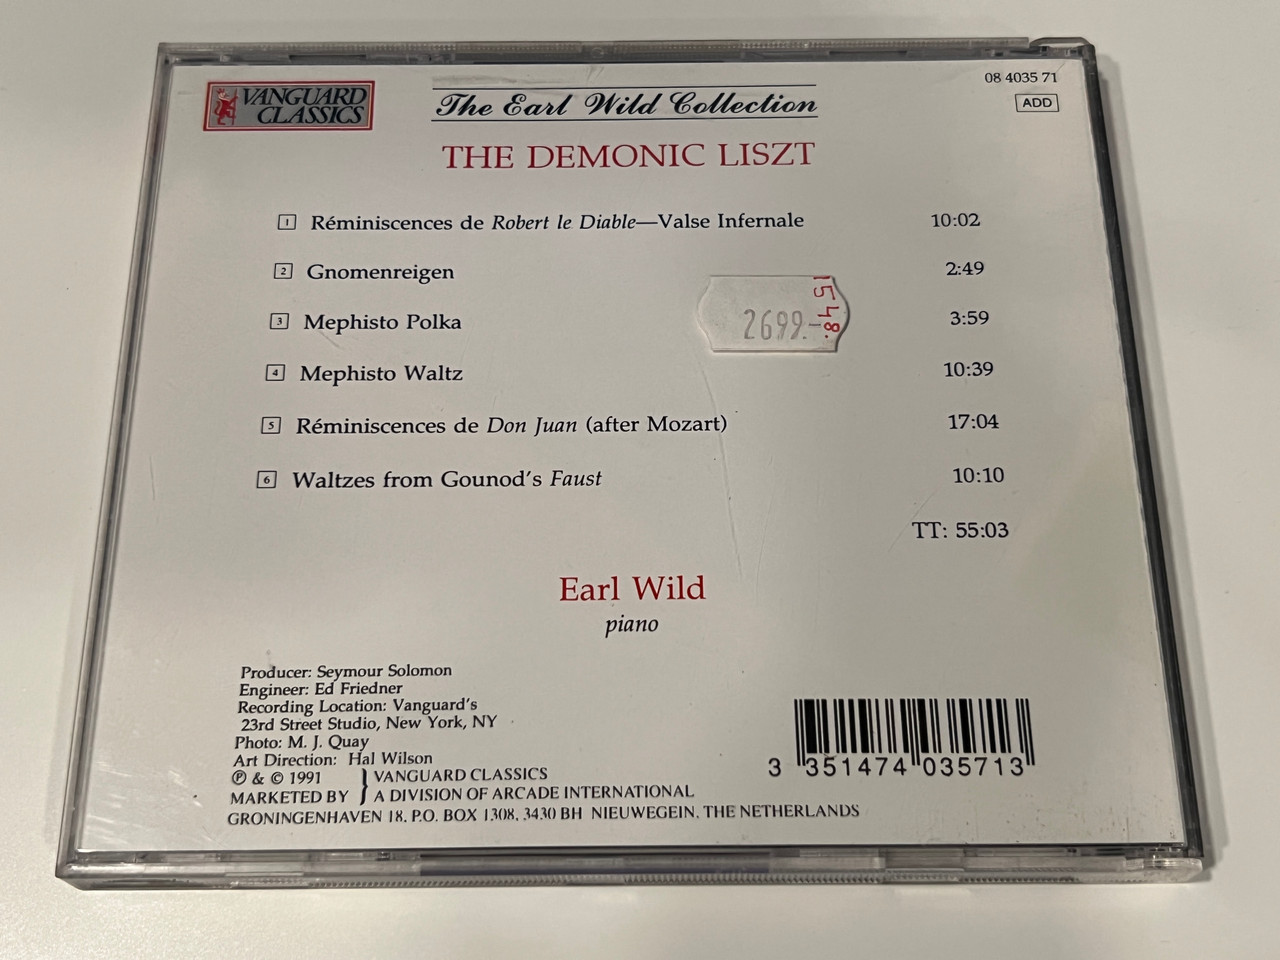 VANGUARD
CLASSICS
The Earl Wild Collection
08 4035 71
ADD
THE DEMONIC LISZT
1 Réminiscences de Robert le Diable—Valse Infernale 10:02
2 Gnomenreigen 2:49
3 Mephisto Polka 3:59
4 Mephisto Waltz 10:39
5 Réminiscences de Don Juan (after Mozart) 17:04
6 Waltzes from Gounod's Faust 10:10
TT: 55:03
2699.-
1548.
Earl Wild
piano
Producer: Seymour Solomon
Engineer: Ed Friedner
Recording Location: Vanguard's
23rd Street Studio, New York, NY
Photo: M. J. Quay
Art Direction: Hal Wilson
℗ & © 1991 } VANGUARD CLASSICS
MARKETED BY } A DIVISION OF ARCADE INTERNATIONAL
GRONINGENHAVEN 18, P.O. BOX 1308, 3430 BH NIEUWEGEIN, THE NETHERLANDS
3 351474 035713